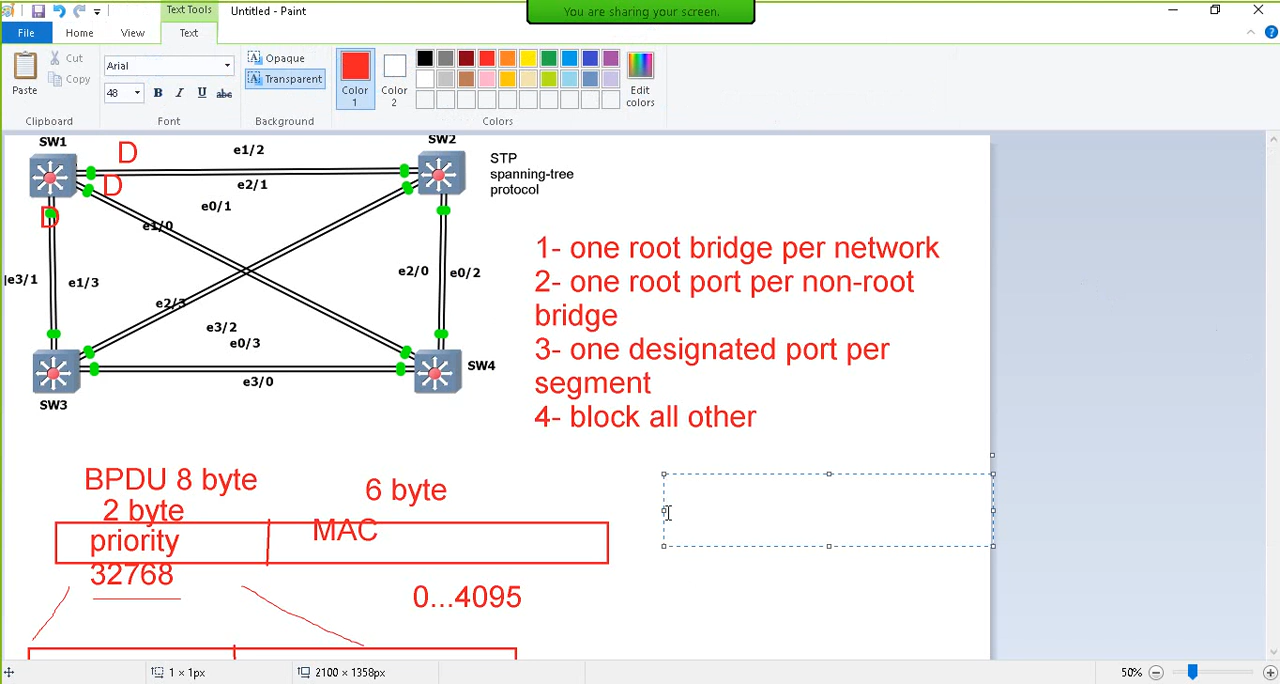 Text Tools
Untitled - Paint
You are sharing your screen.
File
Home
View
Text
Paste
Cut
Copy
Clipboard
Arial
48
B
I
U
abc
Font
Opaque
Transparent
Background
Color 1
Color 2
Edit colors
Colors
SW1
D
e1/2
SW2
STP
spanning-tree
protocol
D
e2/1
D
e0/1
e1/0
e3/1
e1/3
e2/0
e0/2
e2/3
e3/2
e0/3
e3/0
SW4
SW3
1- one root bridge per network
2- one root port per non-root
bridge
3- one designated port per
segment
4- block all other
BPDU 8 byte
2 byte
6 byte
priority
MAC
32768
0...4095
1 × 1px
2100 × 1358px
50%